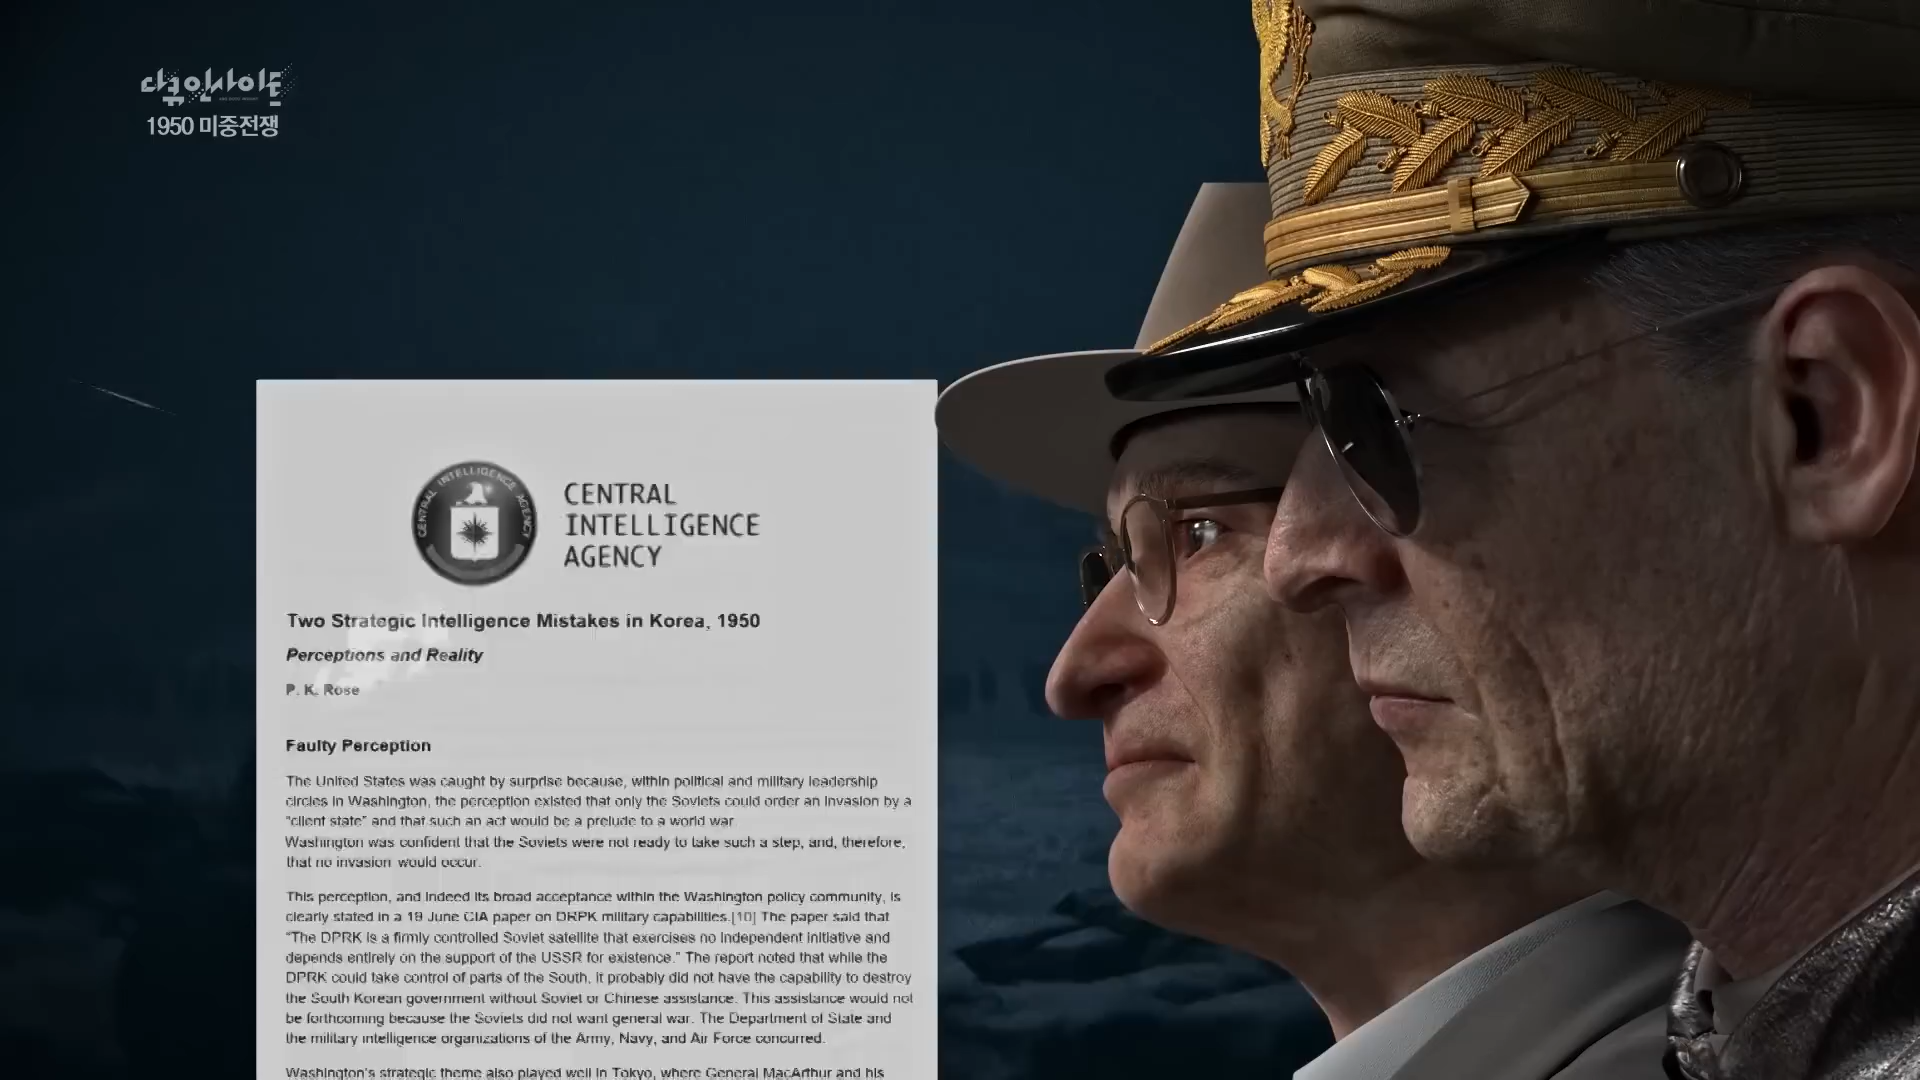 다큐인사이트
1950 미중전쟁
CENTRAL INTELLIGENCE AGENCY
CENTRAL
INTELLIGENCE
AGENCY
Two Strategic Intelligence Mistakes in Korea, 1950
Perceptions and Reality
P. K. Rose
Faulty Perception
The United States was caught by surprise because, within political and military leadership
circles in Washington, the perception existed that only the Soviets could order an invasion by a
"client state" and that such an act would be a prelude to a world war.
Washington was confident that the Soviets were not ready to take such a step, and, therefore,
that no invasion would occur.
This perception, and indeed its broad acceptance within the Washington policy community, is
clearly stated in a 19 June CIA paper on DRPK military capabilities.[10] The paper said that
"The DPRK is a firmly controlled Soviet satellite that exercises no independent initiative and
depends entirely on the support of the USSR for existence." The report noted that while the
DPRK could take control of parts of the South, it probably did not have the capability to destroy
the South Korean government without Soviet or Chinese assistance. This assistance would not
be forthcoming because the Soviets did not want general war. The Department of State and
the military intelligence organizations of the Army, Navy, and Air Force concurred.
Washington's strategic theme also played well in Tokyo, where General MacArthur and his